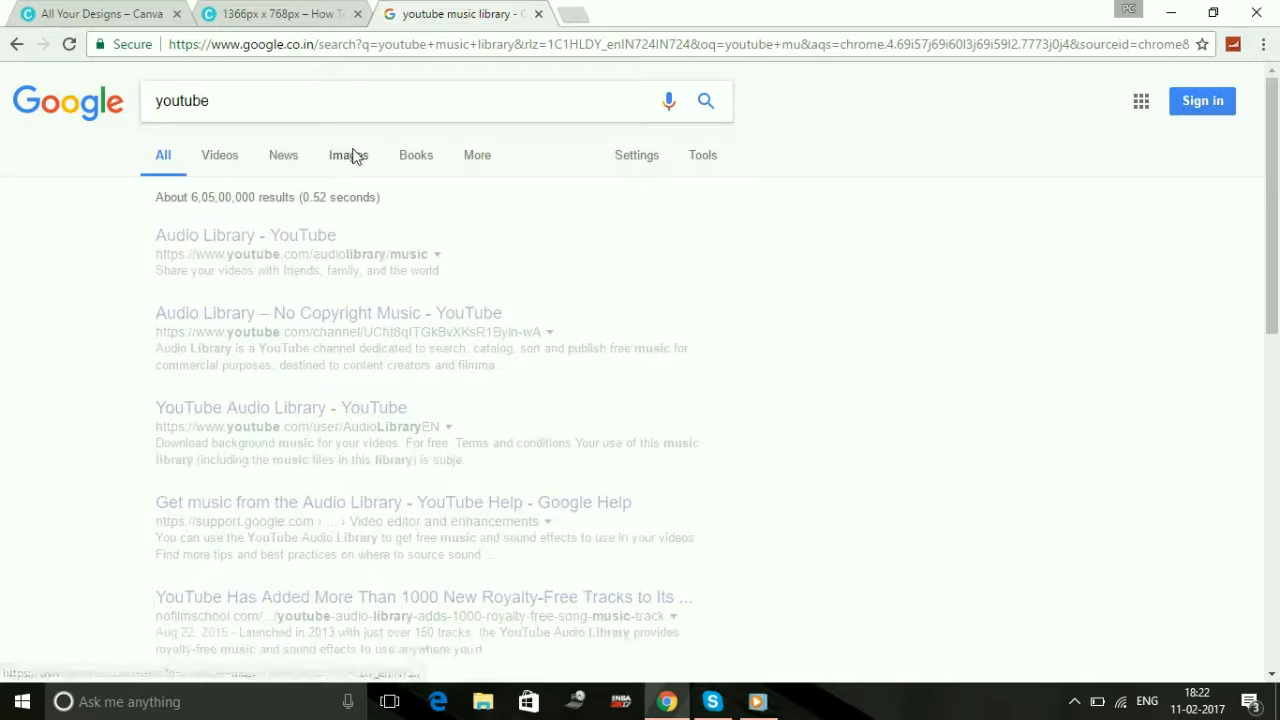 All Your Designs – Canva
1366px x 768px – How To
youtube music library - G
PC
Secure
https://www.google.co.in/search?q=youtube+music+library&rlz=1C1HLDY_enIN724IN724&oq=youtube+mu&aqs=chrome.4.69i57j69i60l3j69i59l2.7773j0j4&sourceid=chrome8
Google
youtube
Sign in
All
Videos
News
Images
Books
More
Settings
Tools
About 6,05,00,000 results (0.52 seconds)
Audio Library - YouTube
https://www.youtube.com/audiolibrary/music
Share your videos with friends, family, and the world.
Audio Library – No Copyright Music - YouTube
https://www.youtube.com/channel/UCht8qITGkBvXKsR1Byln-wA
Audio Library is a YouTube channel dedicated to search, catalog, sort and publish free music for
commercial purposes, destined to content creators and filmma...
YouTube Audio Library - YouTube
https://www.youtube.com/user/AudioLibraryEN
Download background music for your videos. For free. Terms and conditions Your use of this music
library (including the music files in this library) is subje
Get music from the Audio Library - YouTube Help - Google Help
https://support.google.com › ... › Video editor and enhancements
You can use the YouTube Audio Library to get free music and sound effects to use in your videos
Find more tips and best practices on where to source sound ...
YouTube Has Added More Than 1000 New Royalty-Free Tracks to Its ...
nofilmschool.com/.../youtube-audio-library-adds-1000-royalty-free-song-music-track
Aug 22, 2015 - Launched in 2013 with just over 150 tracks, the YouTube Audio Library provides
royalty-free music and sound effects to use anywhere you'd
Ask me anything
ENG
18:22
11-02-2017
3